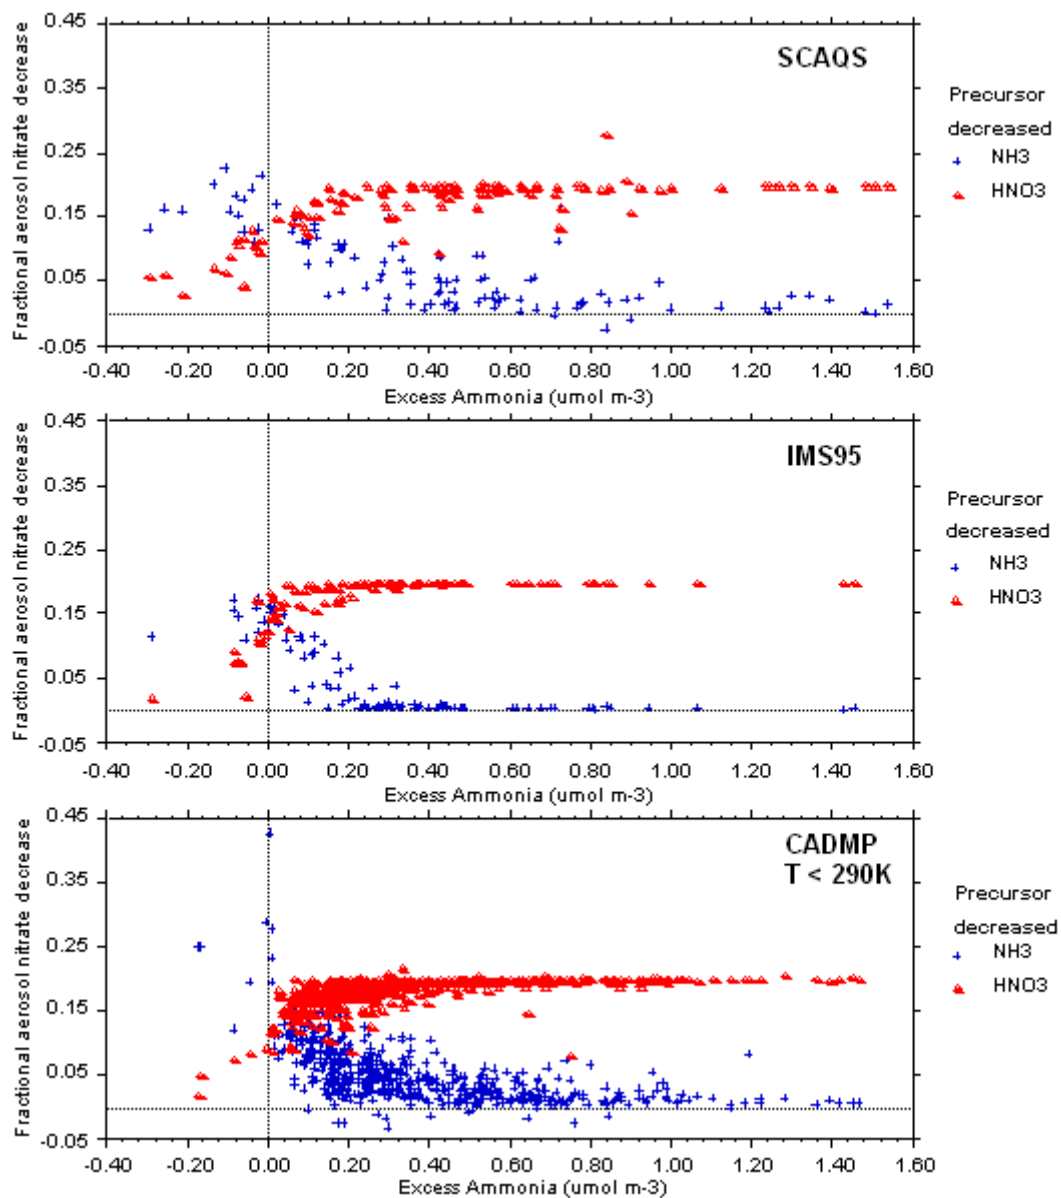 0.45
0.35
0.25
0.15
0.05
-0.05
Fractional aerosol nitrate decrease
SCAQS
Precursor
decreased
NH3
HNO3
-0.40 -0.20 0.00 0.20 0.40 0.60 0.80 1.00 1.20 1.40 1.60
Excess Ammonia (umol m-3)
0.45
0.35
0.25
0.15
0.05
-0.05
Fractional aerosol nitrate decrease
IMS95
Precursor
decreased
NH3
HNO3
-0.40 -0.20 0.00 0.20 0.40 0.60 0.80 1.00 1.20 1.40 1.60
Excess Ammonia (umol m-3)
0.45
0.35
0.25
0.15
0.05
-0.05
Fractional aerosol nitrate decrease
CADMP
T < 290K
Precursor
decreased
NH3
HNO3
-0.40 -0.20 0.00 0.20 0.40 0.60 0.80 1.00 1.20 1.40 1.60
Excess Ammonia (umol m-3)